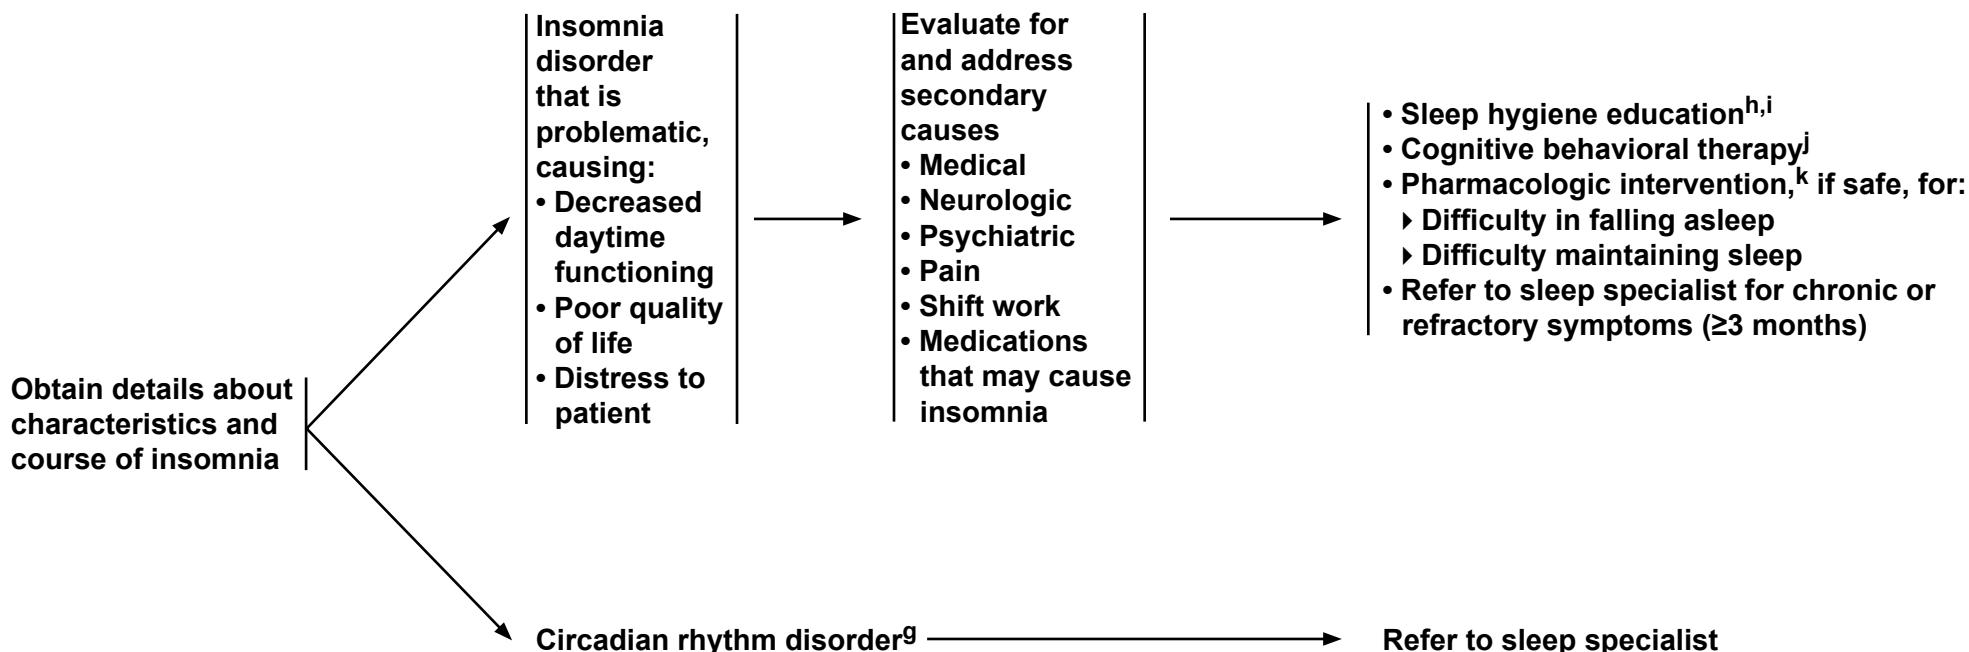 Obtain details about
characteristics and
course of insomnia
Insomnia
disorder
that is
problematic,
causing:
• Decreased
daytime
functioning
• Poor quality
of life
• Distress to
patient
Evaluate for
and address
secondary
causes
• Medical
• Neurologic
• Psychiatric
• Pain
• Shift work
• Medications
that may cause
insomnia
• Sleep hygiene educationh,i
• Cognitive behavioral therapyj
• Pharmacologic intervention,k if safe, for:
▸ Difficulty in falling asleep
▸ Difficulty maintaining sleep
• Refer to sleep specialist for chronic or
refractory symptoms (≥3 months)
Circadian rhythm disorderg
Refer to sleep specialist